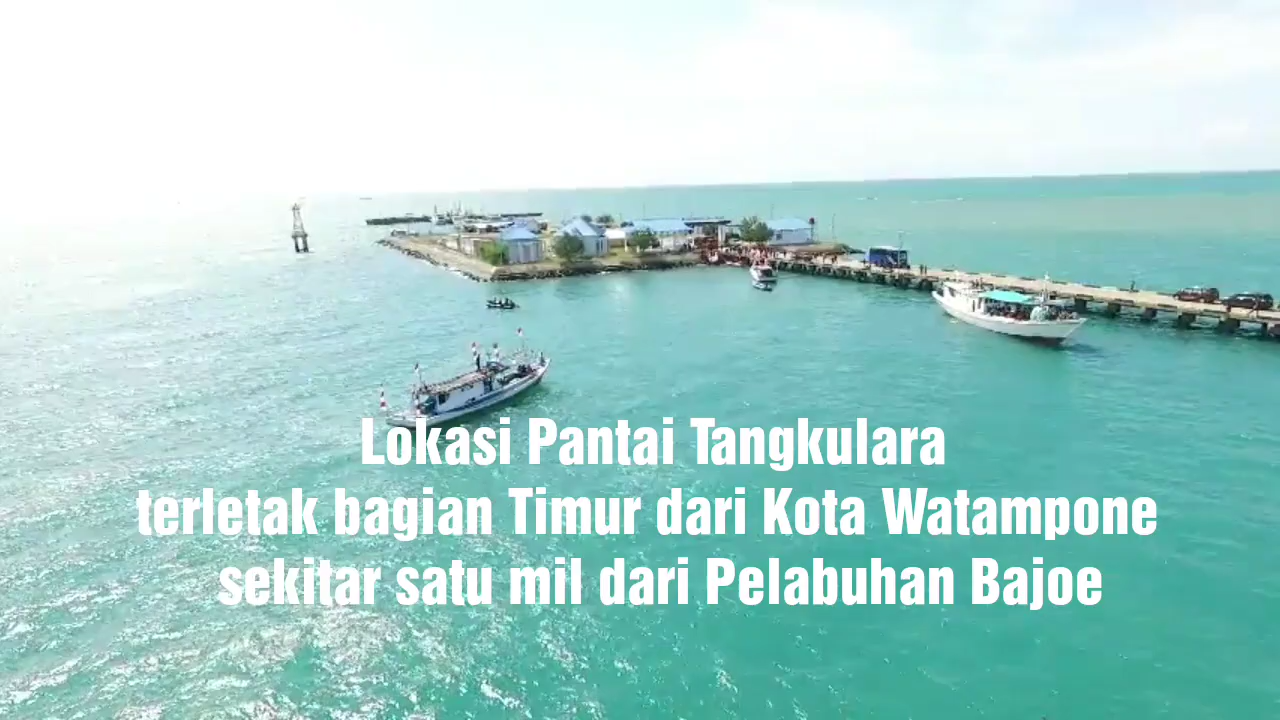 Lokasi Pantai Tangkulara
terletak bagian Timur dari Kota Watampone
sekitar satu mil dari Pelabuhan Bajoe